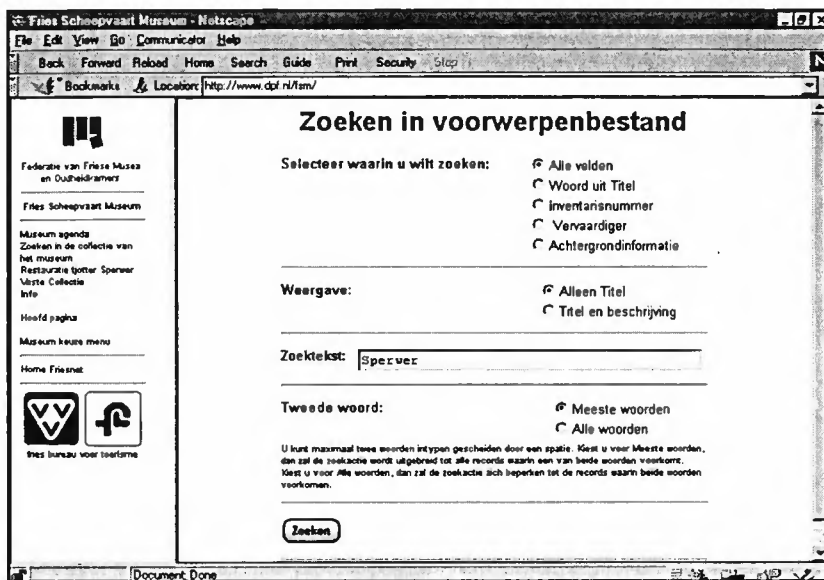 Fries Scheepvaart Museum - Netscape
File Edit View Go Communicator Help
Back Forward Reload Home Search Guide Print Security Stop
Bookmarks Location: http://www.dpf.nl/fsm/
Federatie van Friese Musea
en Oudheidkamers
Fries Scheepvaart Museum
Museum agenda
Zoeken in de collectie van
het museum
Restauratie tjotter Sperwer
Vaste Collectie
Info
Hoofd pagina
Museum keuze menu
Home Friesnet
fries bureau voor toerisme
Zoeken in voorwerpenbestand
Selecteer waarin u wilt zoeken:
Alle velden
Woord uit Titel
Inventarisnummer
Vervaardiger
Achtergrondinformatie
Weergave:
Alleen Titel
Titel en beschrijving
Zoektekst: Sperwer
Tweede woord:
Meeste woorden
Alle woorden
U kunt maximaal twee woorden intypen gescheiden door een spatie. Kiest u voor Meeste woorden,
dan zal de zoekactie wordt uitgebreid tot alle records waarin een van beide woorden voorkomt.
Kiest u voor Alle woorden, dan zal de zoekactie zich beperken tot de records waarin beide woorden
voorkomen.
Zoeken
Document: Done